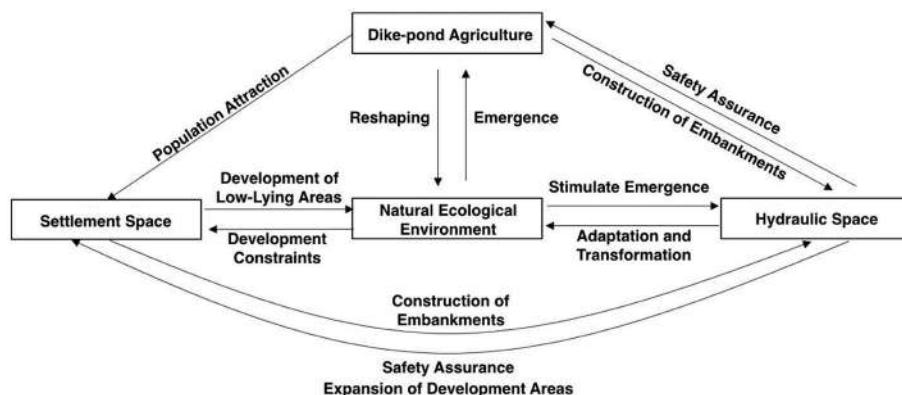 Dike-pond Agriculture
Population Attraction
Reshaping
Emergence
Safety Assurance
Construction of Embankments
Development of
Low-Lying Areas
Stimulate Emergence
Settlement Space
Natural Ecological
Environment
Hydraulic Space
Development
Constraints
Adaptation and
Transformation
Construction of
Embankments
Safety Assurance
Expansion of Development Areas